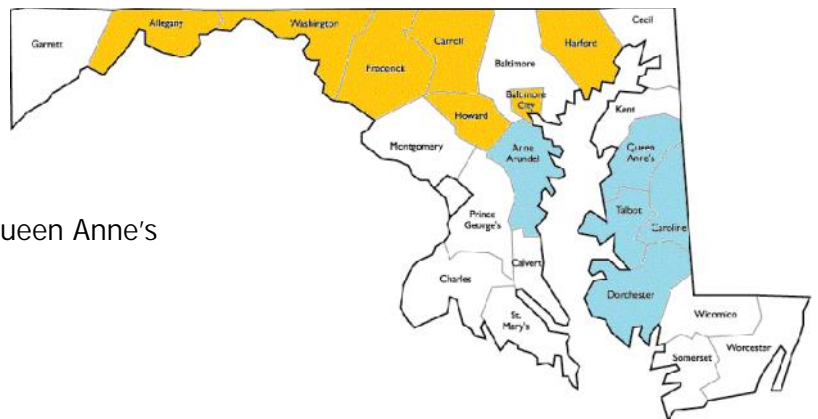 Cecil
Allegany
Washington
Garrett
Carroll
Harford
Baltimore
Frederick
Baltimore
City
Kent
Howard
Montgomery
Anne
Arundel
Queen
Anne's
ueen Anne's
Talbot
Prince
George's
Caroline
Calvert
Charles
Dorchester
St.
Mary's
Wicomico
Worcester
Somerset